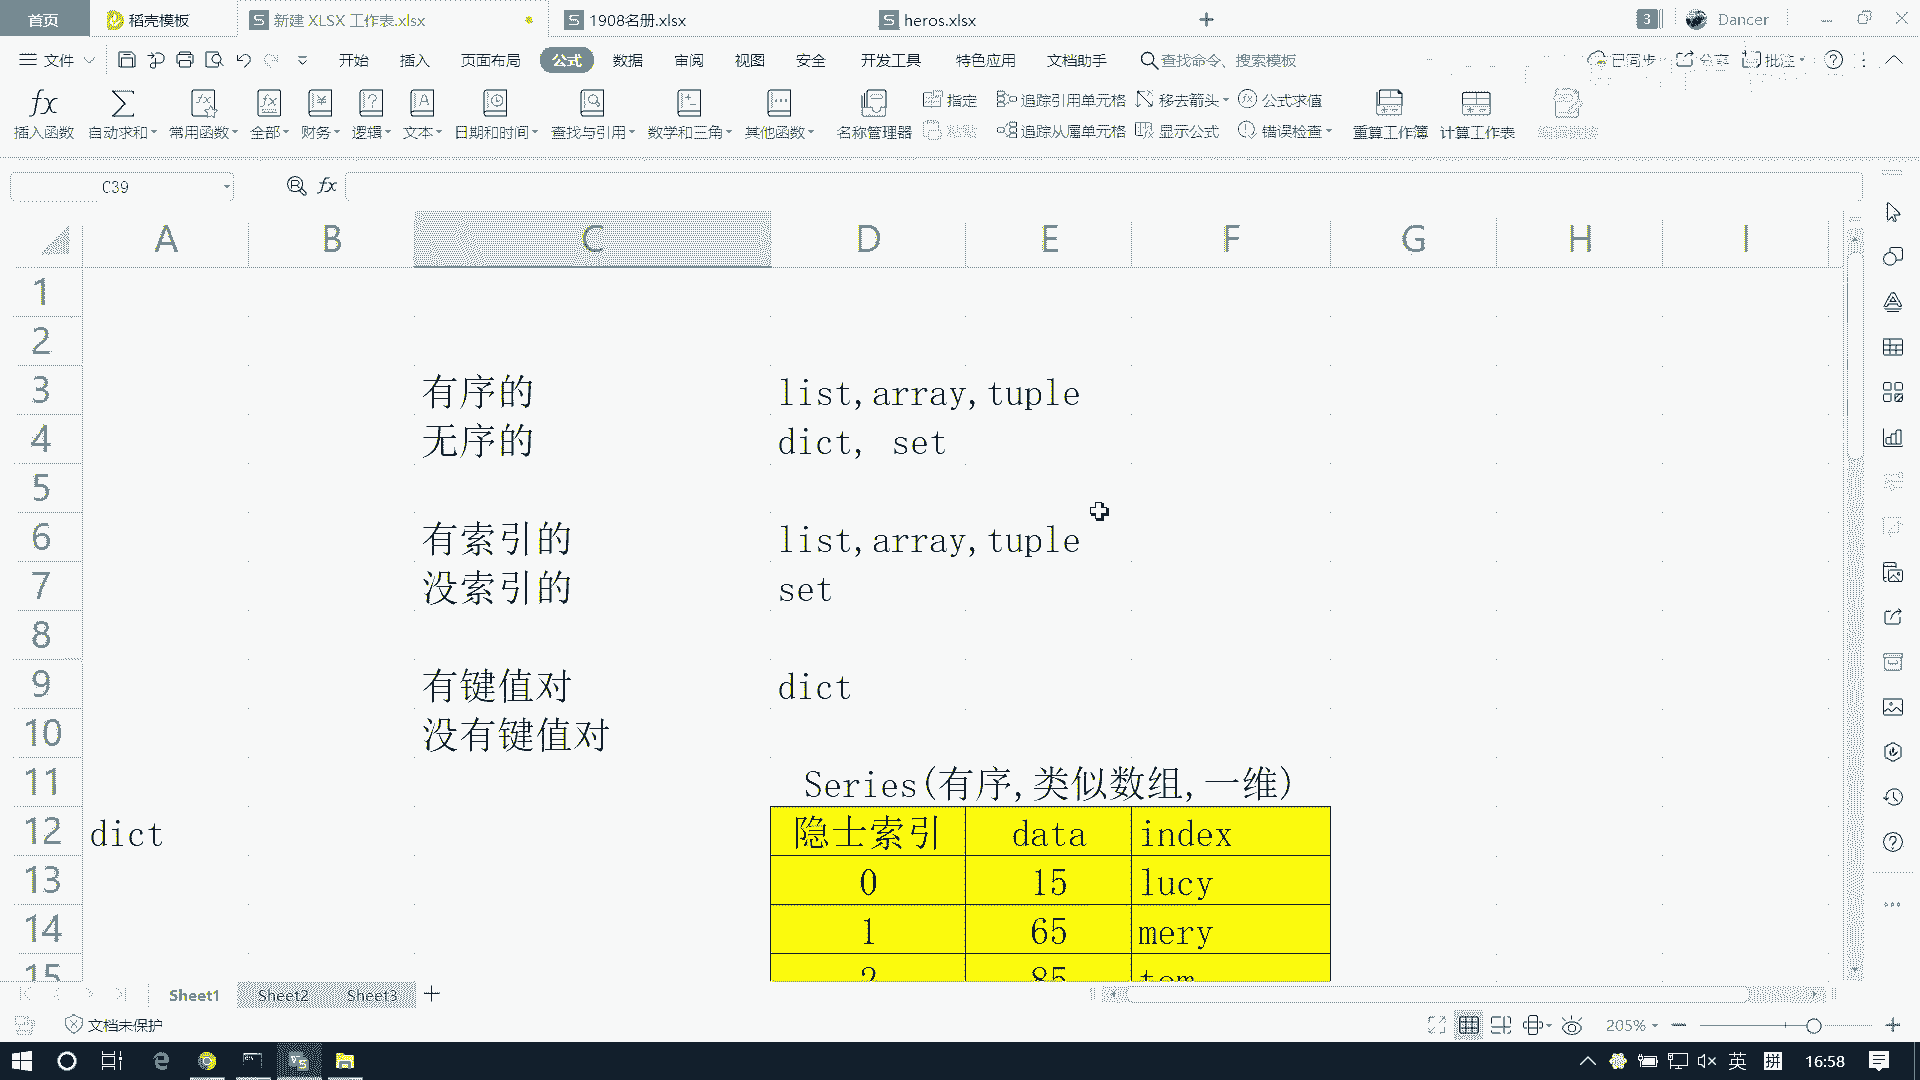 首页 稻壳模板 S 新建 XLSX 工作表.xlsx S 1908名册.xlsx S heros.xlsx + 3 Dancer
文件 开始 插入 页面布局 公式 数据 审阅 视图 安全 开发工具 特色应用 文档助手 查找命令、搜索模板 已同步 分享 批注
指定 追踪引用单元格 移去箭头 公式求值
插入函数 自动求和 常用函数 全部 财务 逻辑 文本 日期和时间 查找与引用 数学和三角 其他函数 名称管理器 粘贴 追踪从属单元格 显示公式 错误检查 重算工作簿 计算工作表 编辑链接
C39 fx
A B C D E F G H I
1
2
3 有序的 list,array,tuple
4 无序的 dict, set
5
6 有索引的 list,array,tuple
7 没索引的 set
8
9 有键值对 dict
10 没有键值对
11 Series(有序,类似数组,一维)
12 dict 隐士索引 data index
13 0 15 lucy
14 1 65 mery
15 2 85 tom
Sheet1 Sheet2 Sheet3 +
文档未保护 205%
英 拼 16:58